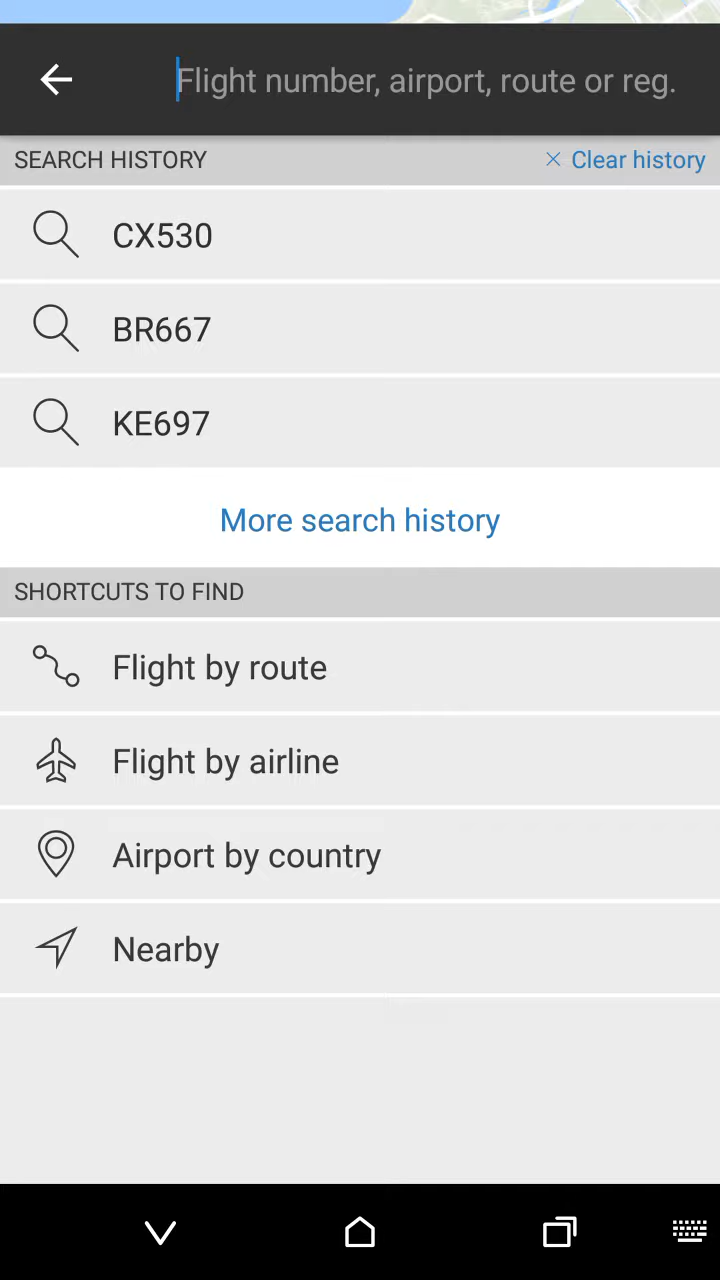 Flight number, airport, route or reg.
SEARCH HISTORY
Clear history
CX530
BR667
KE697
More search history
SHORTCUTS TO FIND
Flight by route
Flight by airline
Airport by country
Nearby